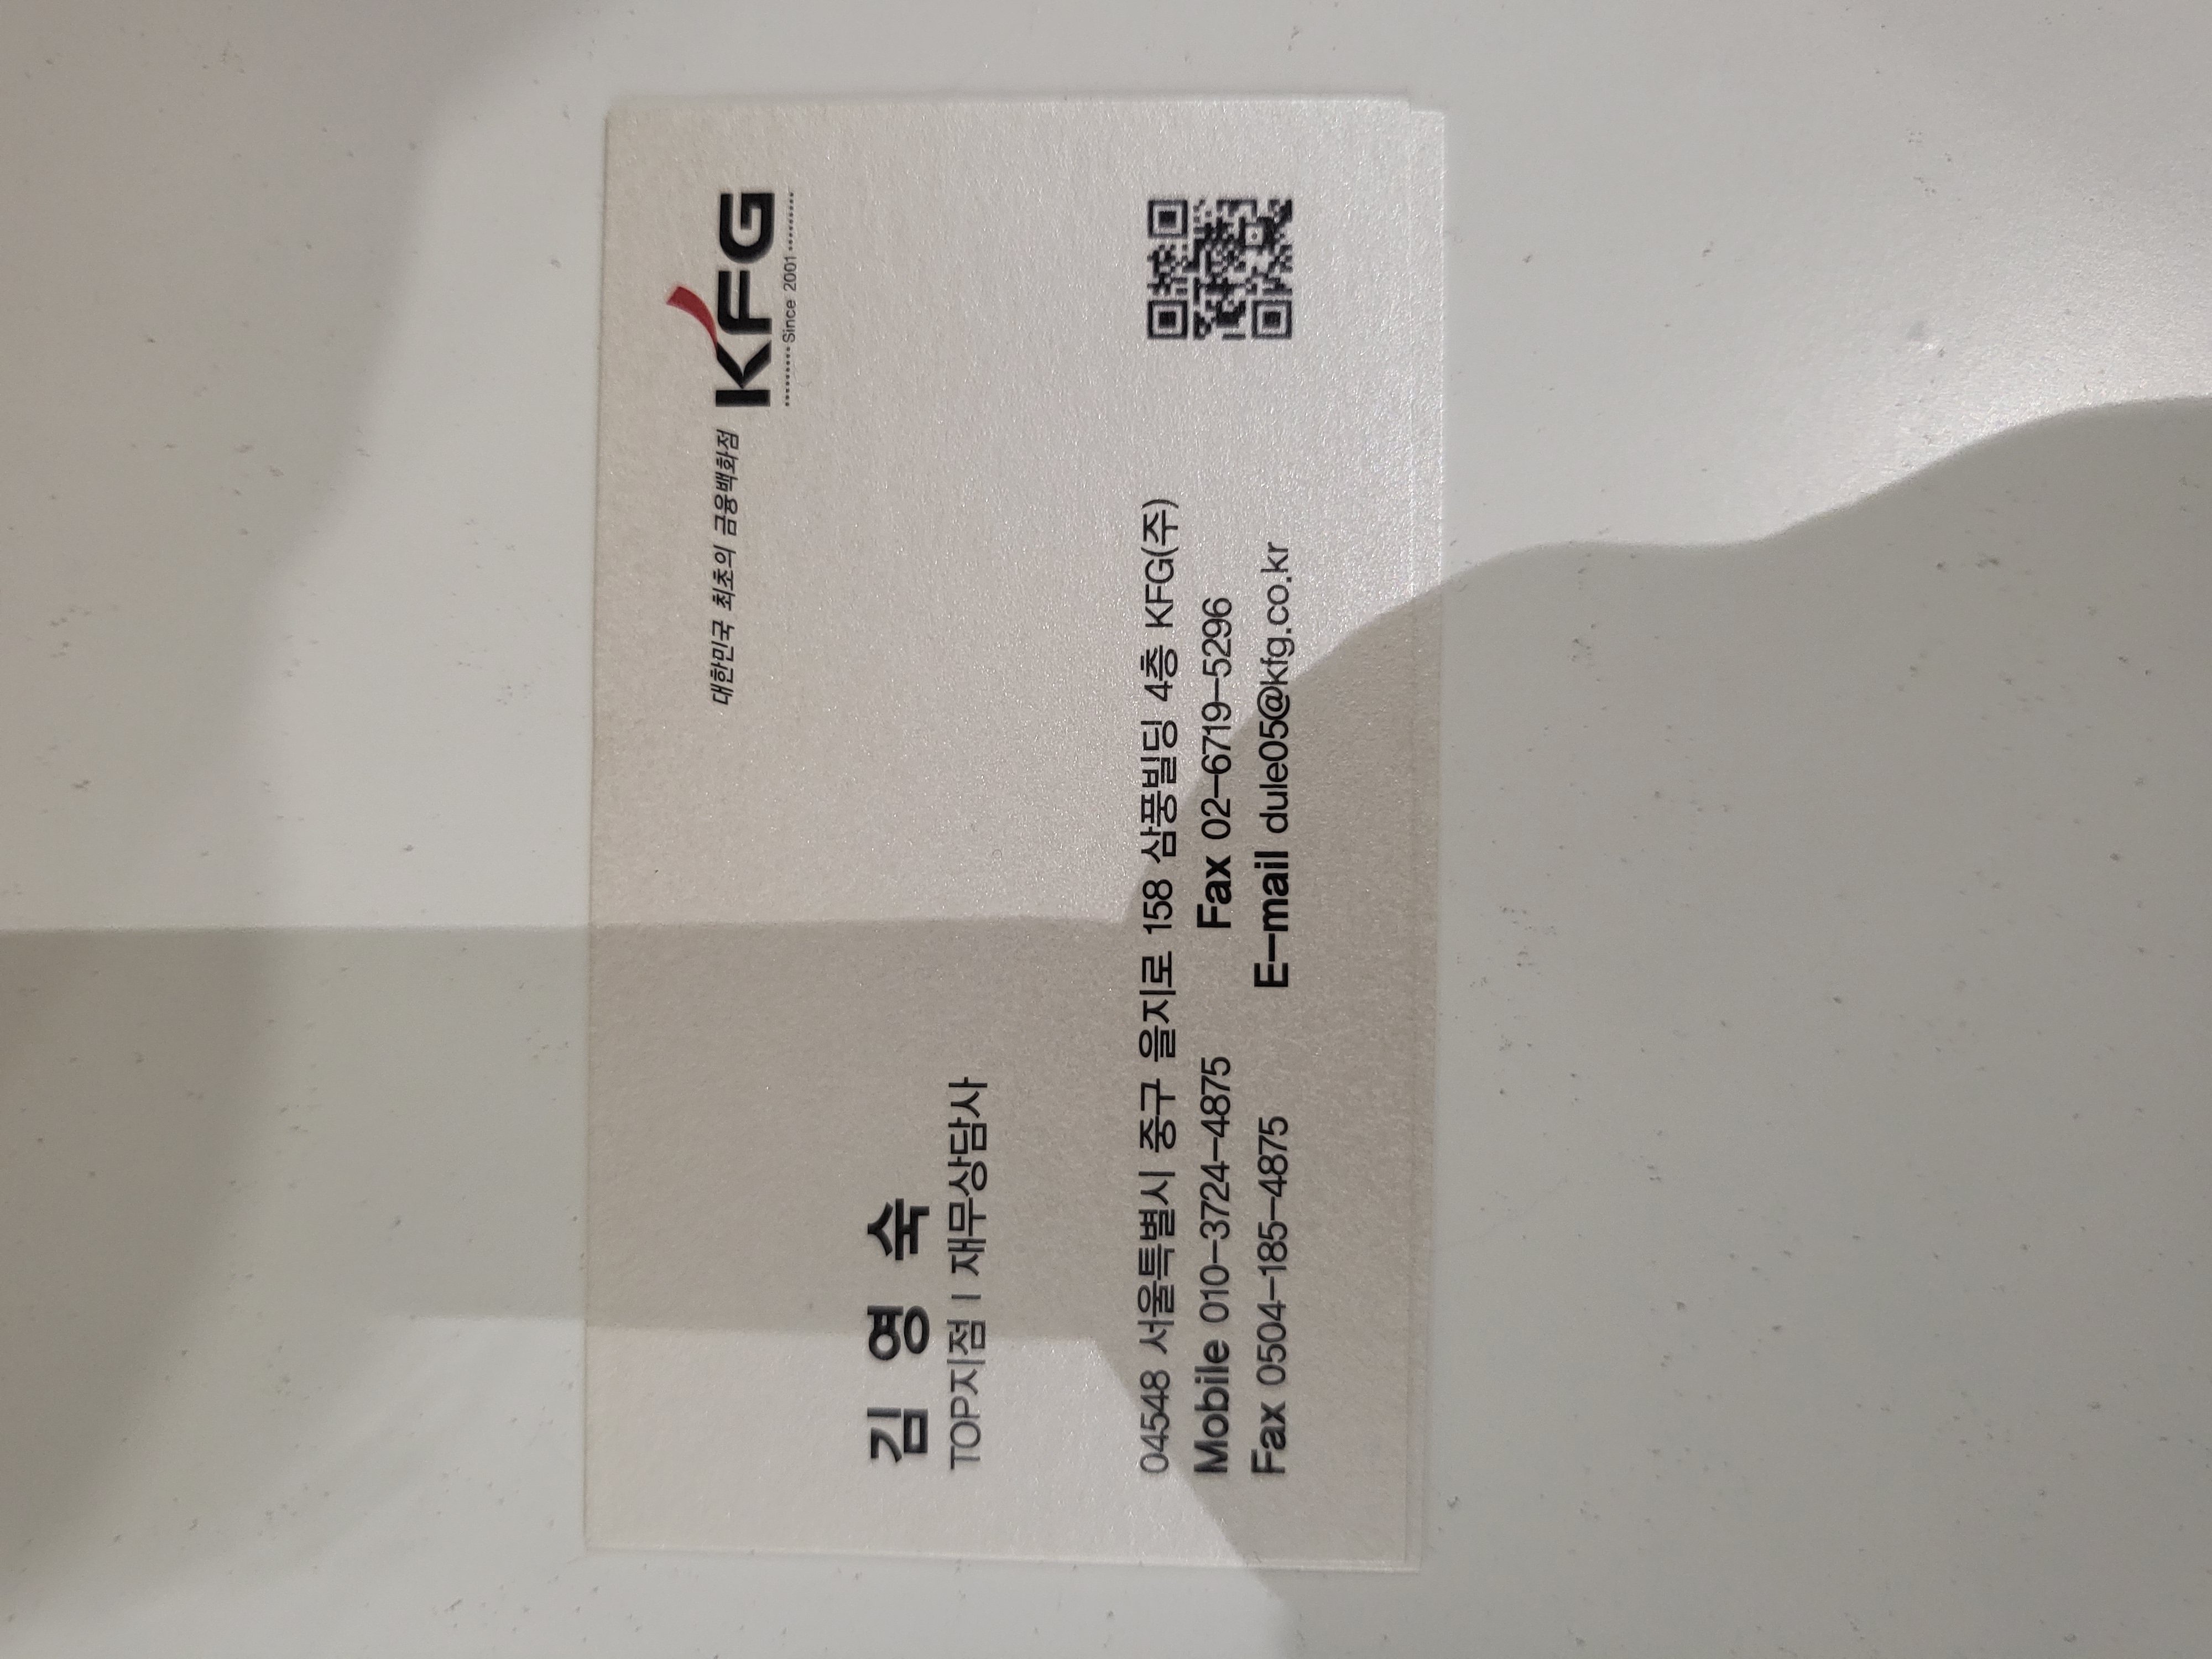 대한민국 최초의 금융백화점 KFG
Since 2001
김영숙
TOP지점 | 재무상담사
04548 서울특별시 중구 을지로 158 삼풍빌딩 4층 KFG(주)
Mobile 010-3724-4875 Fax 02-6719-5296
Fax 0504-185-4875 E-mail dule05@kfg.co.kr